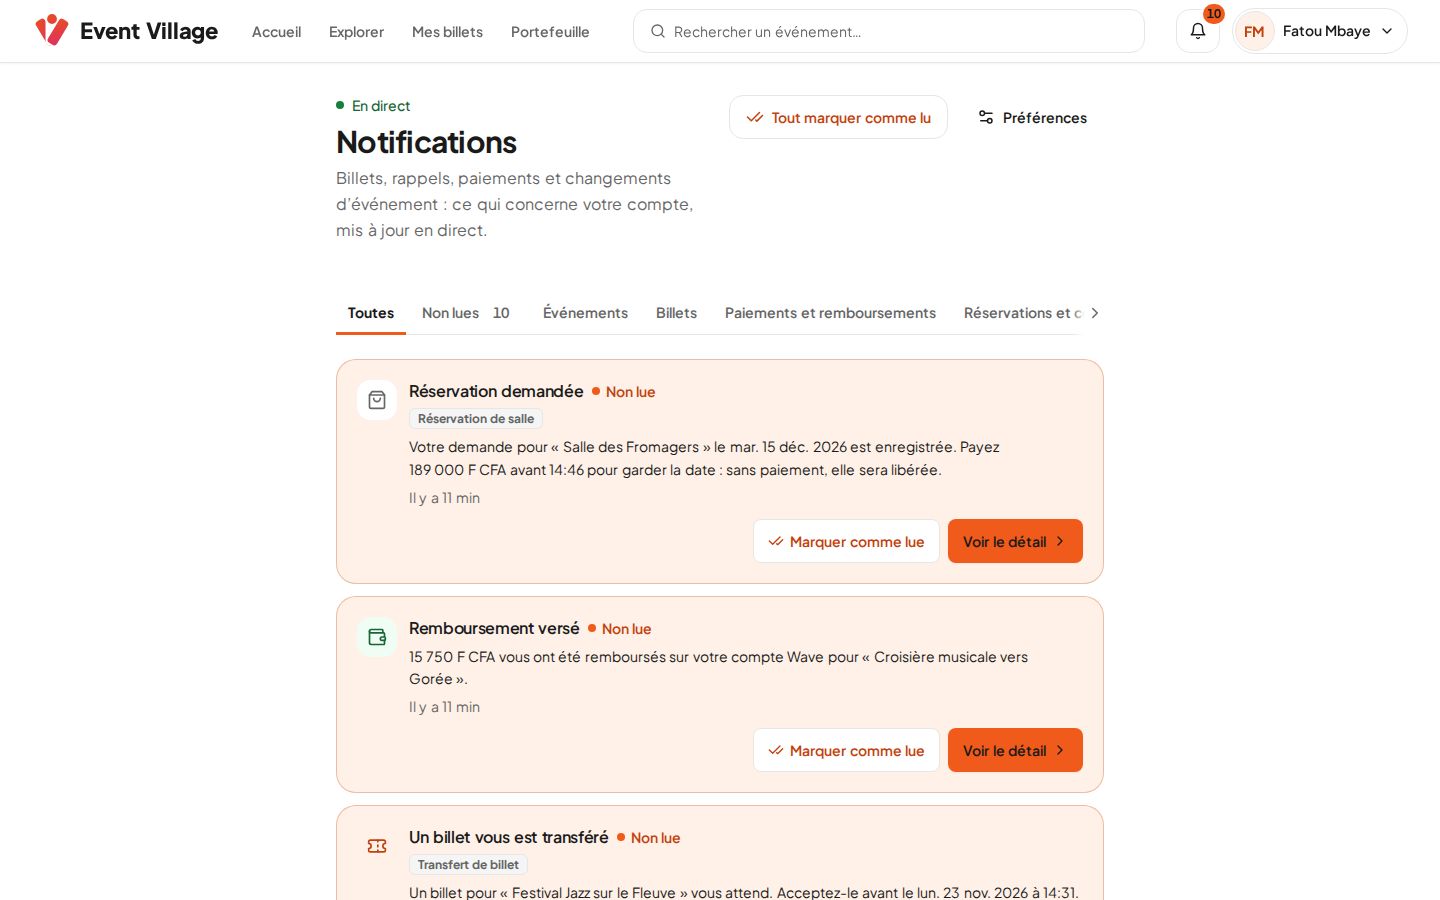 Event Village
Accueil
Explorer
Mes billets
Portefeuille
Rechercher un événement…
10
FM
Fatou Mbaye
En direct
Notifications
Billets, rappels, paiements et changements
d’événement : ce qui concerne votre compte,
mis à jour en direct.
Tout marquer comme lu
Préférences
Toutes
Non lues 10
Événements
Billets
Paiements et remboursements
Réservations et
Réservation demandée
Non lue
Réservation de salle
Votre demande pour « Salle des Fromagers » le mar. 15 déc. 2026 est enregistrée. Payez
189 000 F CFA avant 14:46 pour garder la date : sans paiement, elle sera libérée.
Il y a 11 min
Marquer comme lue
Voir le détail
Remboursement versé
Non lue
15 750 F CFA vous ont été remboursés sur votre compte Wave pour « Croisière musicale vers
Gorée ».
Il y a 11 min
Marquer comme lue
Voir le détail
Un billet vous est transféré
Non lue
Transfert de billet
Un billet pour « Festival Jazz sur le Fleuve » vous attend. Acceptez-le avant le lun. 23 nov. 2026 à 14:31.